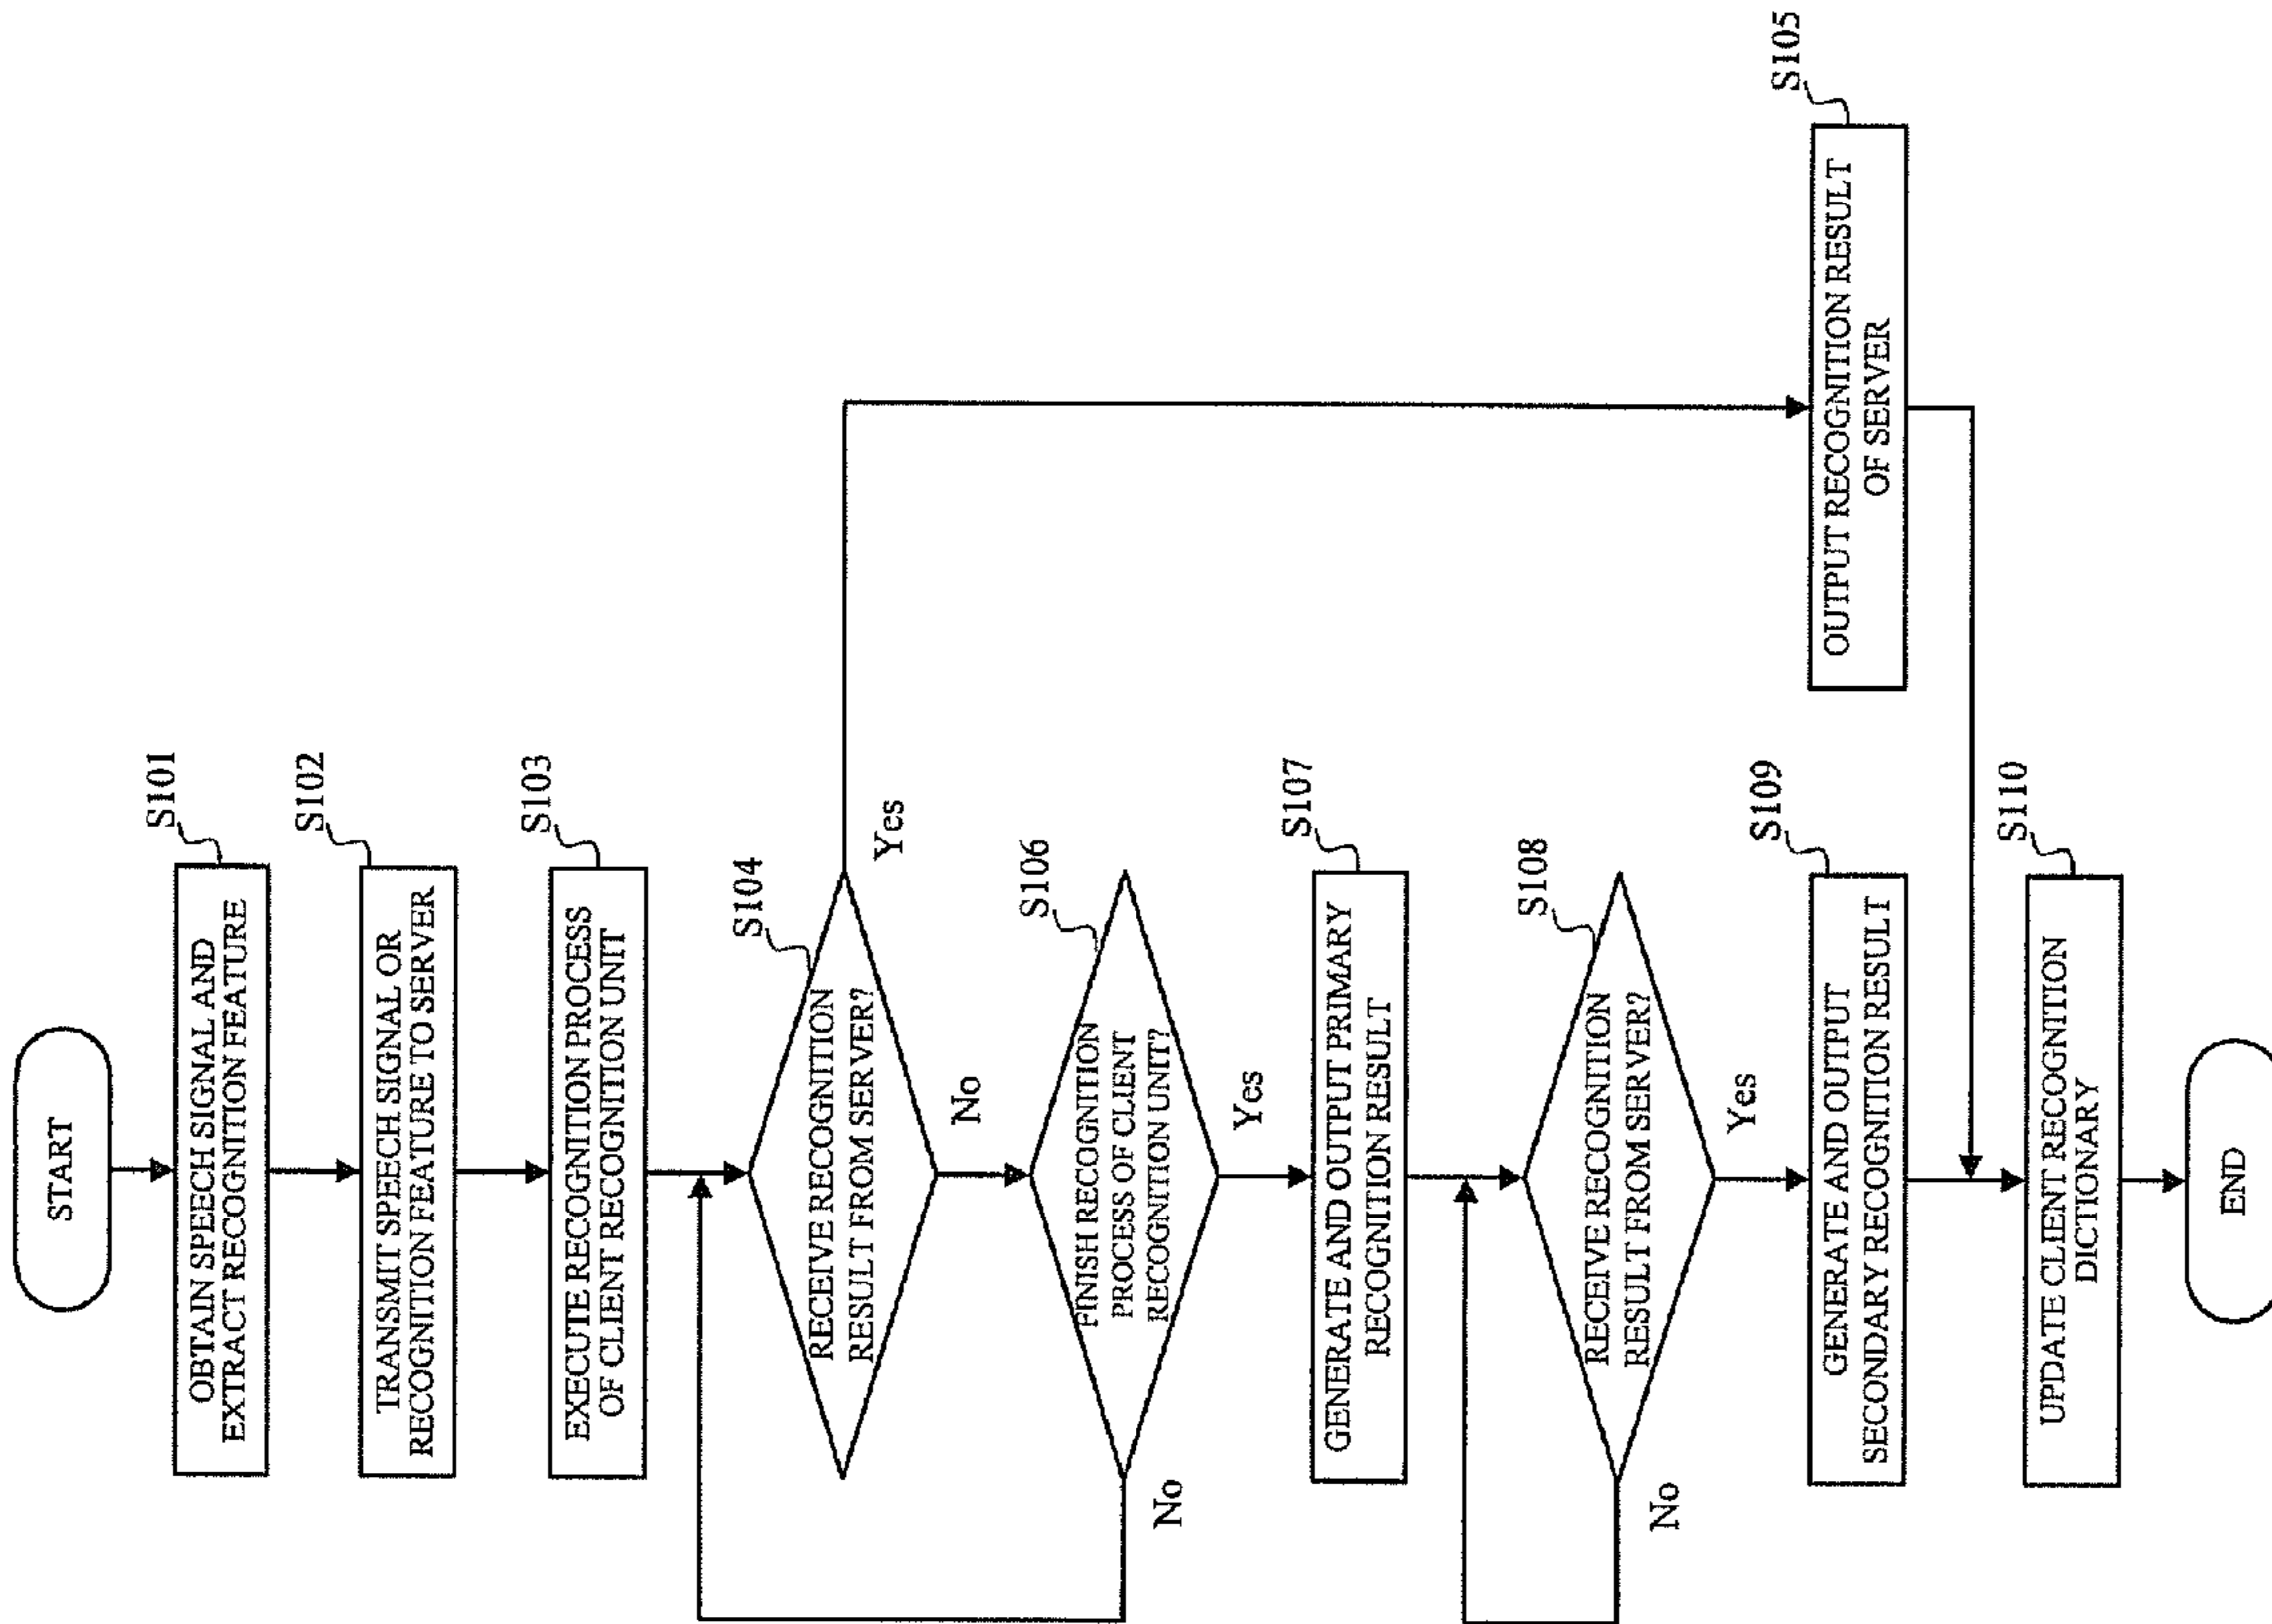 START
S101
OBTAIN SPEECH SIGNAL AND
EXTRACT RECOGNITION FEATURE
S102
TRANSMIT SPEECH SIGNAL OR
RECOGNITION FEATURE TO SERVER
S103
EXECUTE RECOGNITION PROCESS
OF CLIENT RECOGNITION UNIT
S104
RECEIVE RECOGNITION
RESULT FROM SERVER?
Yes
No
S106
FINISH RECOGNITION
PROCESS OF CLIENT
RECOGNITION UNIT?
No
Yes
S107
GENERATE AND OUTPUT PRIMARY
RECOGNITION RESULT
S108
RECEIVE RECOGNITION
RESULT FROM SERVER?
No
Yes
S109
GENERATE AND OUTPUT
SECONDARY RECOGNITION RESULT
S105
OUTPUT RECOGNITION RESULT
OF SERVER
S110
UPDATE CLIENT RECOGNITION
DICTIONARY
END